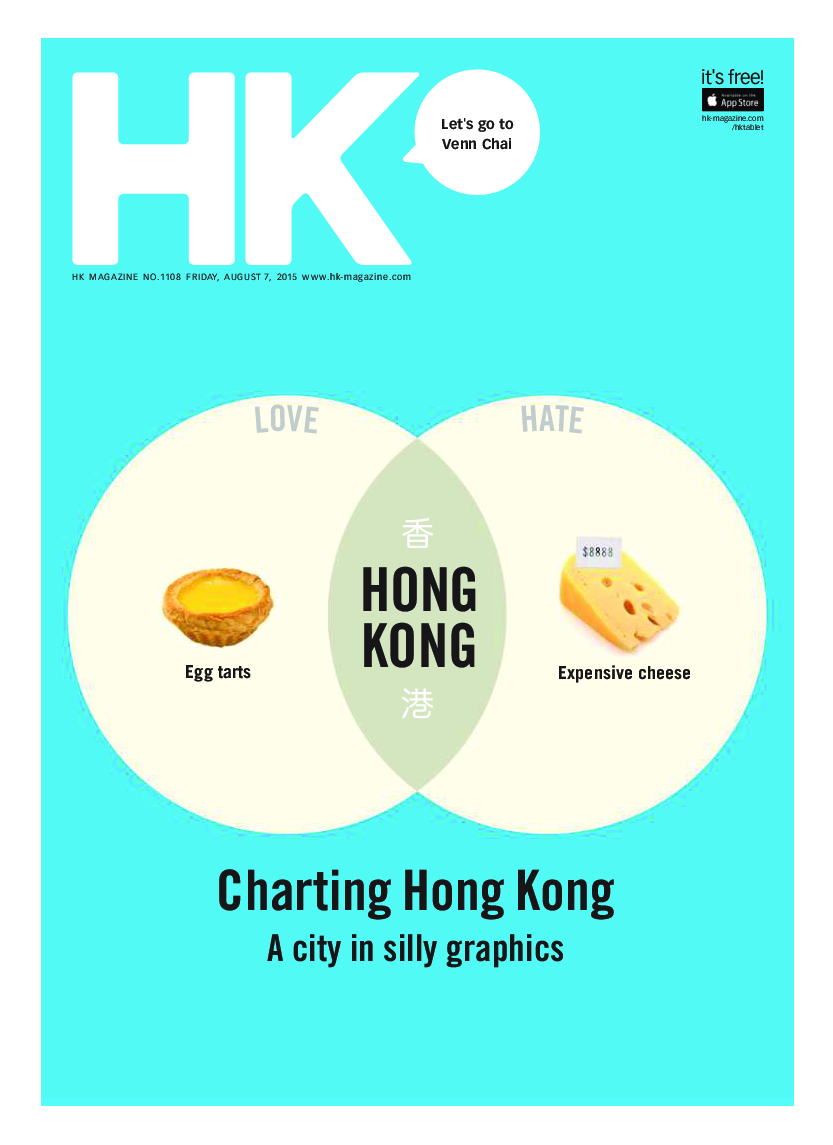 HK
Let's go to
Venn Chai
it's free!
Available on the
App Store
hk-magazine.com
/hktablet
HK MAGAZINE NO.1108 FRIDAY, AUGUST 7, 2015 www.hk-magazine.com
LOVE
HATE
香
HONG
KONG
港
$8888
Egg tarts
Expensive cheese
Charting Hong Kong
A city in silly graphics